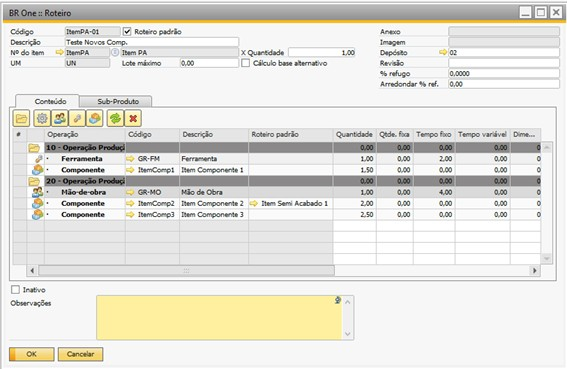 BR One :: Roteiro
Código ItemPA-01 Roteiro padrão Anexo
Descrição Teste Novos Comp. Imagem
Nº do item ItemPA Item PA X Quantidade 1,00 Depósito 02
UM UN Lote máximo 0,00 Cálculo base alternativo Revisão
% refugo 0,0000
Arredondar % ref. 0,00
Conteúdo Sub-Produto
# Operação Código Descrição Roteiro padrão Quantidade Qtde. fixa Tempo fixo Tempo variável Dime...
10 - Operação Produçi 0,00 0,00 0,00 0,00 0
Ferramenta GR-FM Ferramenta 1,00 0,00 2,00 0,00 0
Componente ItemComp1 Item Componente 1 1,50 0,00 0,00 0,00 0
20 - Operação Produçi 0,00 0,00 0,00 0,00 0
Mão-de-obra GR-MO Mão de Obra 1,00 0,00 4,00 0,00 0
Componente ItemComp2 Item Componente 2 Item Semi Acabado 1 2,00 0,00 0,00 0,00 0
Componente ItemComp3 Item Componente 3 2,50 0,00 0,00 0,00 0
Inativo
Observações
OK Cancelar